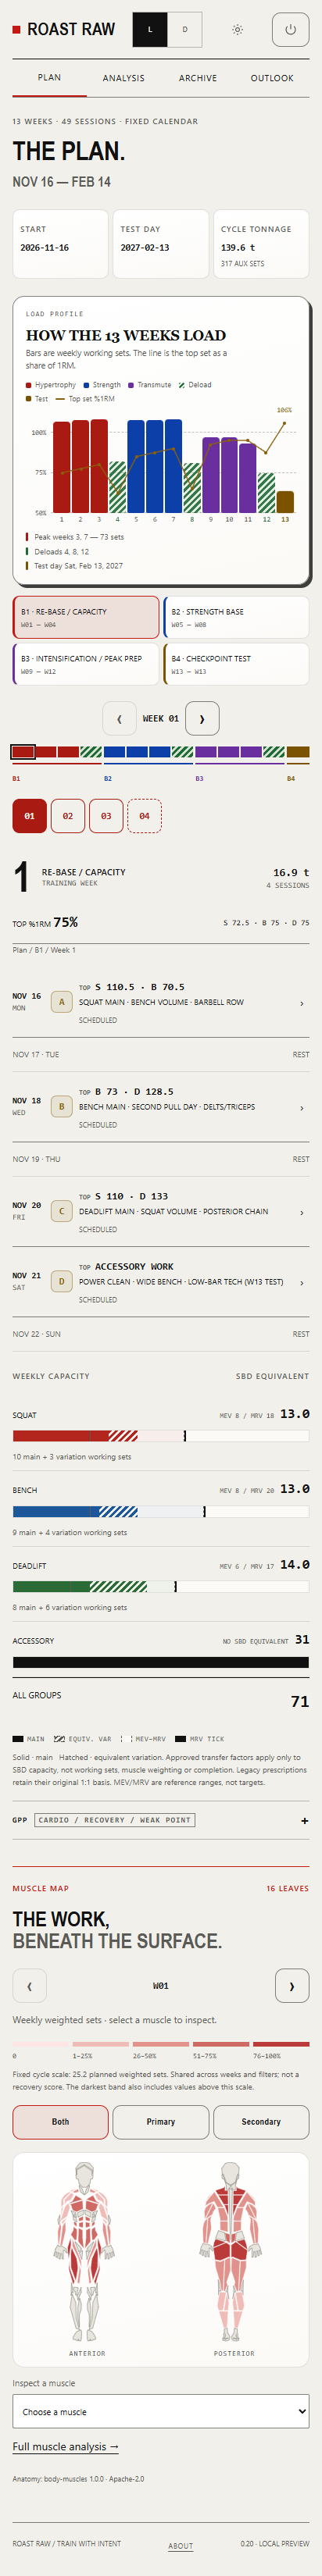 ROAST RAW
L
D
PLAN
ANALYSIS
ARCHIVE
OUTLOOK
13 WEEKS · 49 SESSIONS · FIXED CALENDAR
THE PLAN.
NOV 16 — FEB 14
START
2026-11-16
TEST DAY
2027-02-13
CYCLE TONNAGE
139.6 t
317 AUX SETS
LOAD PROFILE
HOW THE 13 WEEKS LOAD
Bars are weekly working sets. The line is the top set as a
share of 1RM.
Hypertrophy
Strength
Transmute
Deload
Test
Top set %1RM
106%
100%
75%
50%
1 2 3 4 5 6 7 8 9 10 11 12 13
Peak weeks 3, 7 — 73 sets
Deloads 4, 8, 12
Test day Sat, Feb 13, 2027
B1 · RE-BASE / CAPACITY
W01 — W04
B2 · STRENGTH BASE
W05 — W08
B3 · INTENSIFICATION / PEAK PREP
W09 — W12
B4 · CHECKPOINT TEST
W13 — W13
‹
WEEK 01
›
B1
B2
B3
B4
01
02
03
04
1
RE-BASE / CAPACITY
TRAINING WEEK
16.9 t
4 SESSIONS
TOP %1RM 75%
S 72.5 · B 75 · D 75
Plan / B1 / Week 1
NOV 16
MON
A
TOP S 110.5 · B 70.5
SQUAT MAIN · BENCH VOLUME · BARBELL ROW
SCHEDULED
›
NOV 17 · TUE
REST
NOV 18
WED
B
TOP B 73 · D 128.5
BENCH MAIN · SECOND PULL DAY · DELTS/TRICEPS
SCHEDULED
›
NOV 19 · THU
REST
NOV 20
FRI
C
TOP S 110 · D 133
DEADLIFT MAIN · SQUAT VOLUME · POSTERIOR CHAIN
SCHEDULED
›
NOV 21
SAT
D
TOP ACCESSORY WORK
POWER CLEAN · WIDE BENCH · LOW-BAR TECH (W13 TEST)
SCHEDULED
›
NOV 22 · SUN
REST
WEEKLY CAPACITY
SBD EQUIVALENT
SQUAT
MEV 8 / MRV 18 13.0
10 main + 3 variation working sets
BENCH
MEV 8 / MRV 20 13.0
9 main + 4 variation working sets
DEADLIFT
MEV 6 / MRV 17 14.0
8 main + 6 variation working sets
ACCESSORY
NO SBD EQUIVALENT 31
ALL GROUPS
71
MAIN
EQUIV. VAR
MEV–MRV
MRV TICK
Solid · main Hatched · equivalent variation. Approved transfer factors apply only to
SBD capacity, not working sets, muscle weighting or completion. Legacy prescriptions
retain their original 1:1 basis. MEV/MRV are reference ranges, not targets.
GPP
CARDIO / RECOVERY / WEAK POINT
+
MUSCLE MAP
16 LEAVES
THE WORK,
BENEATH THE SURFACE.
‹
W01
›
Weekly weighted sets · select a muscle to inspect.
0
1–25%
26–50%
51–75%
76–100%
Fixed cycle scale: 25.2 planned weighted sets. Shared across weeks and filters; not a
recovery score. The darkest band also includes values above this scale.
Both
Primary
Secondary
ANTERIOR
POSTERIOR
Inspect a muscle
Choose a muscle
Full muscle analysis →
Anatomy: body-muscles 1.0.0 · Apache-2.0
ROAST RAW / TRAIN WITH INTENT
ABOUT
0.20 · LOCAL PREVIEW